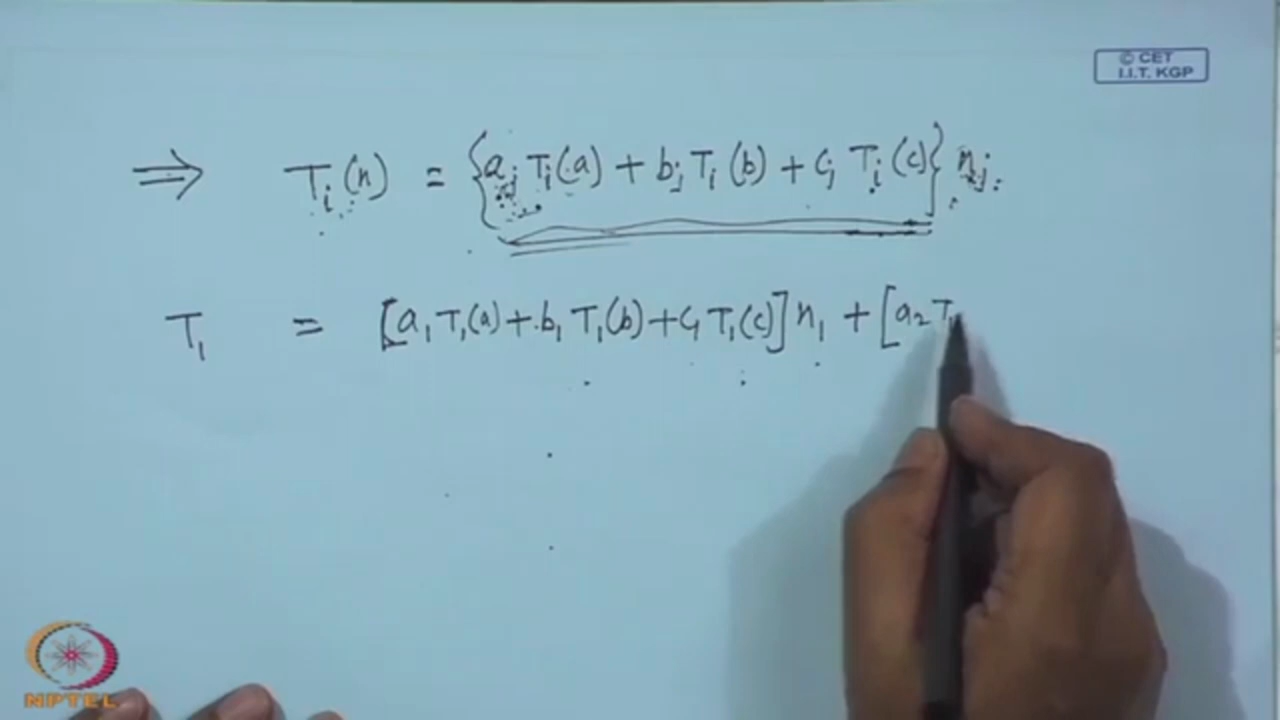 © CET
I.I.T. KGP
⇒ Ti(n) = {aj Ti(a) + bj Ti(b) + cj Ti(c)} nj
T1 = [a1 T1(a) + b1 T1(b) + c1 T1(c)] n1 + [a2 T1
NPTEL